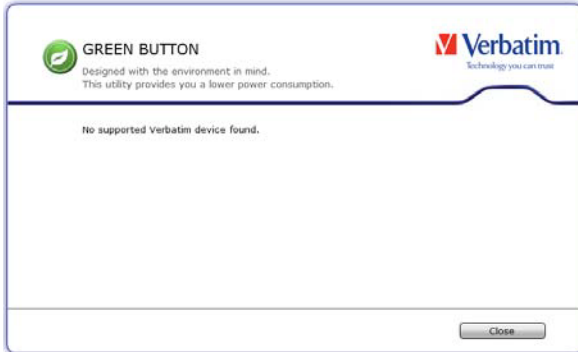 GREEN BUTTON
Designed with the environment in mind.
This utility provides you a lower power consumption.
Verbatim.
Technology you can trust
No supported Verbatim device found.
Close